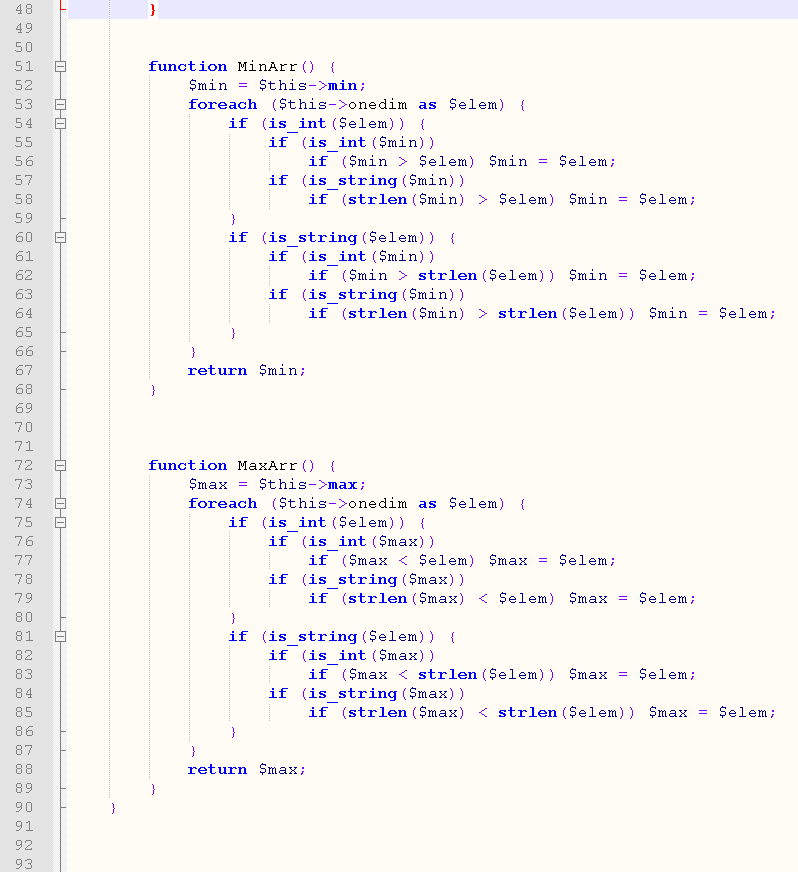 48 }
49
50
51 function MinArr() {
52 $min = $this->min;
53 foreach ($this->onedim as $elem) {
54 if (is_int($elem)) {
55 if (is_int($min))
56 if ($min > $elem) $min = $elem;
57 if (is_string($min))
58 if (strlen($min) > $elem) $min = $elem;
59 }
60 if (is_string($elem)) {
61 if (is_int($min))
62 if ($min > strlen($elem)) $min = $elem;
63 if (is_string($min))
64 if (strlen($min) > strlen($elem)) $min = $elem;
65 }
66 }
67 return $min;
68 }
69
70
71
72 function MaxArr() {
73 $max = $this->max;
74 foreach ($this->onedim as $elem) {
75 if (is_int($elem)) {
76 if (is_int($max))
77 if ($max < $elem) $max = $elem;
78 if (is_string($max))
79 if (strlen($max) < $elem) $max = $elem;
80 }
81 if (is_string($elem)) {
82 if (is_int($max))
83 if ($max < strlen($elem)) $max = $elem;
84 if (is_string($max))
85 if (strlen($max) < strlen($elem)) $max = $elem;
86 }
87 }
88 return $max;
89 }
90 }
91
92
93